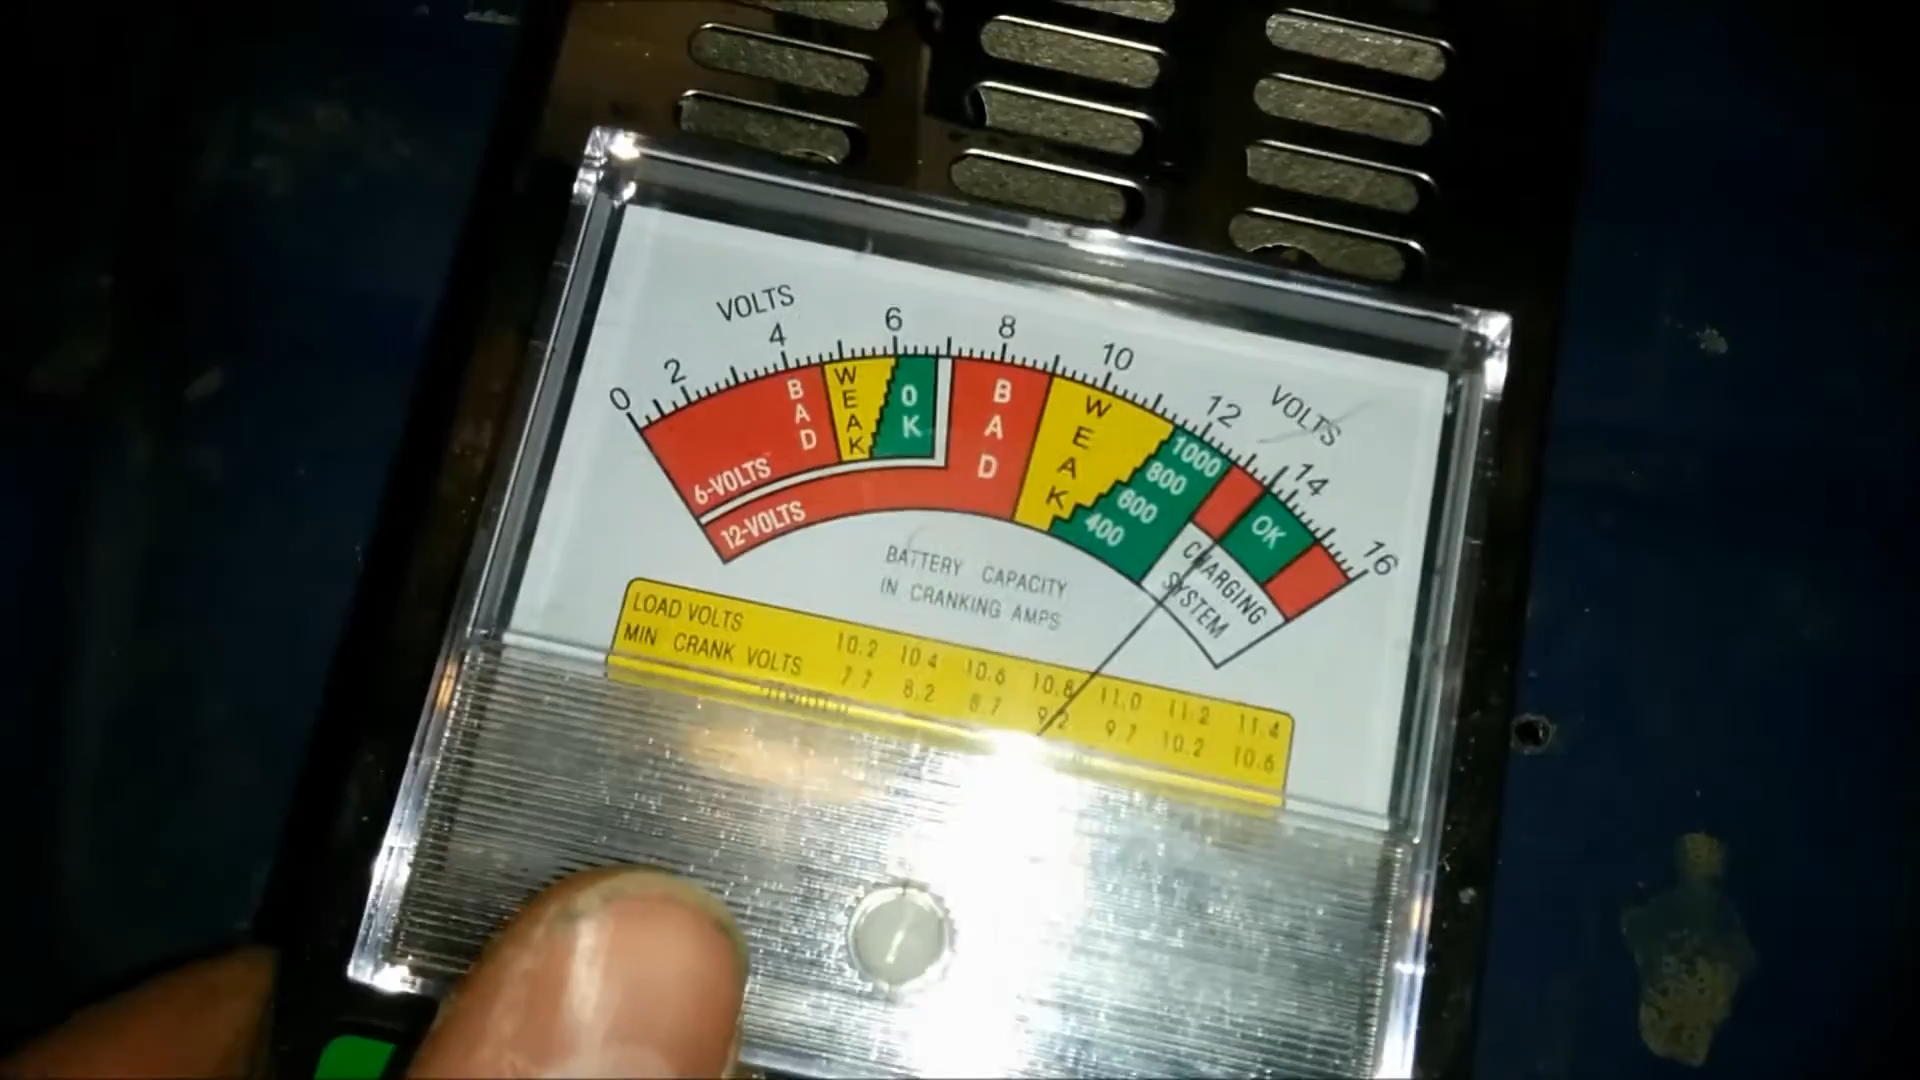 VOLTS
VOLTS
0 2 4 6 8 10 12 14 16
BAD
WEAK
OK
BAD
WEAK
1000
800
600
400
OK
6-VOLTS
12-VOLTS
CHARGING
SYSTEM
BATTERY CAPACITY
IN CRANKING AMPS
LOAD VOLTS 10.2 10.4 10.6 10.8 11.0 11.2 11.4
MIN CRANK VOLTS 7.7 8.2 8.7 9.2 9.7 10.2 10.6